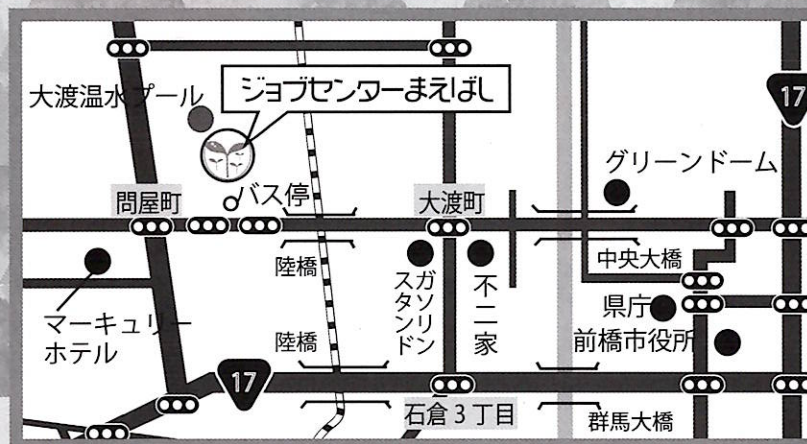 17
大渡温水プール
ジョブセンターまえばし
グリーンドーム
問屋町
バス停
大渡町
陸橋
ガソリン
スタンド
不二家
中央大橋
マーキュリー
ホテル
陸橋
県庁
前橋市役所
17
石倉3丁目
群馬大橋